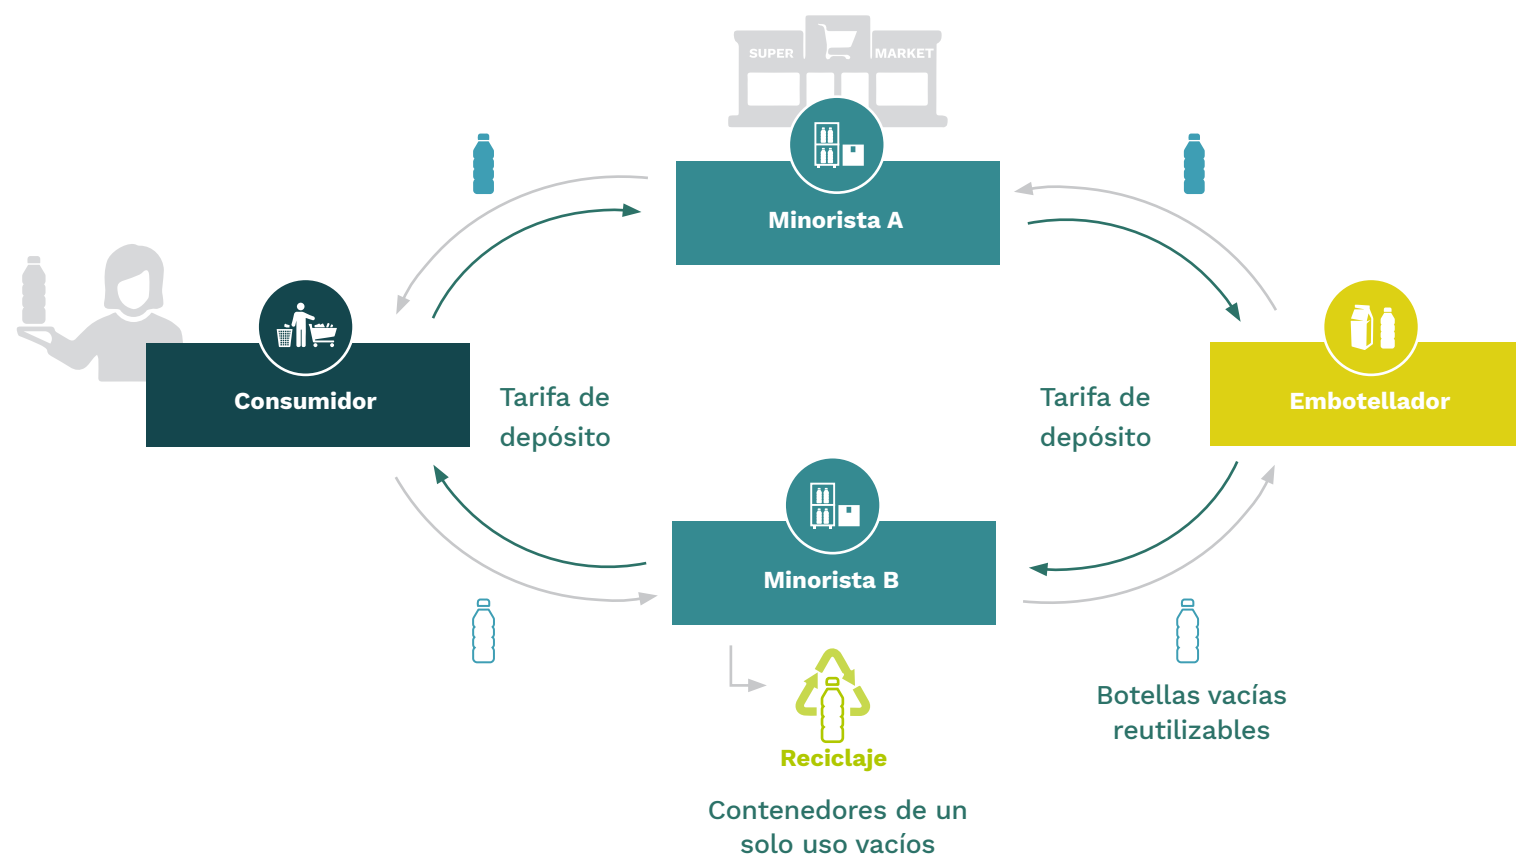 SUPER MARKET
Minorista A
Consumidor
Tarifa de
depósito
Tarifa de
depósito
Embotellador
Minorista B
Botellas vacías
reutilizables
Reciclaje
Contenedores de un
solo uso vacíos